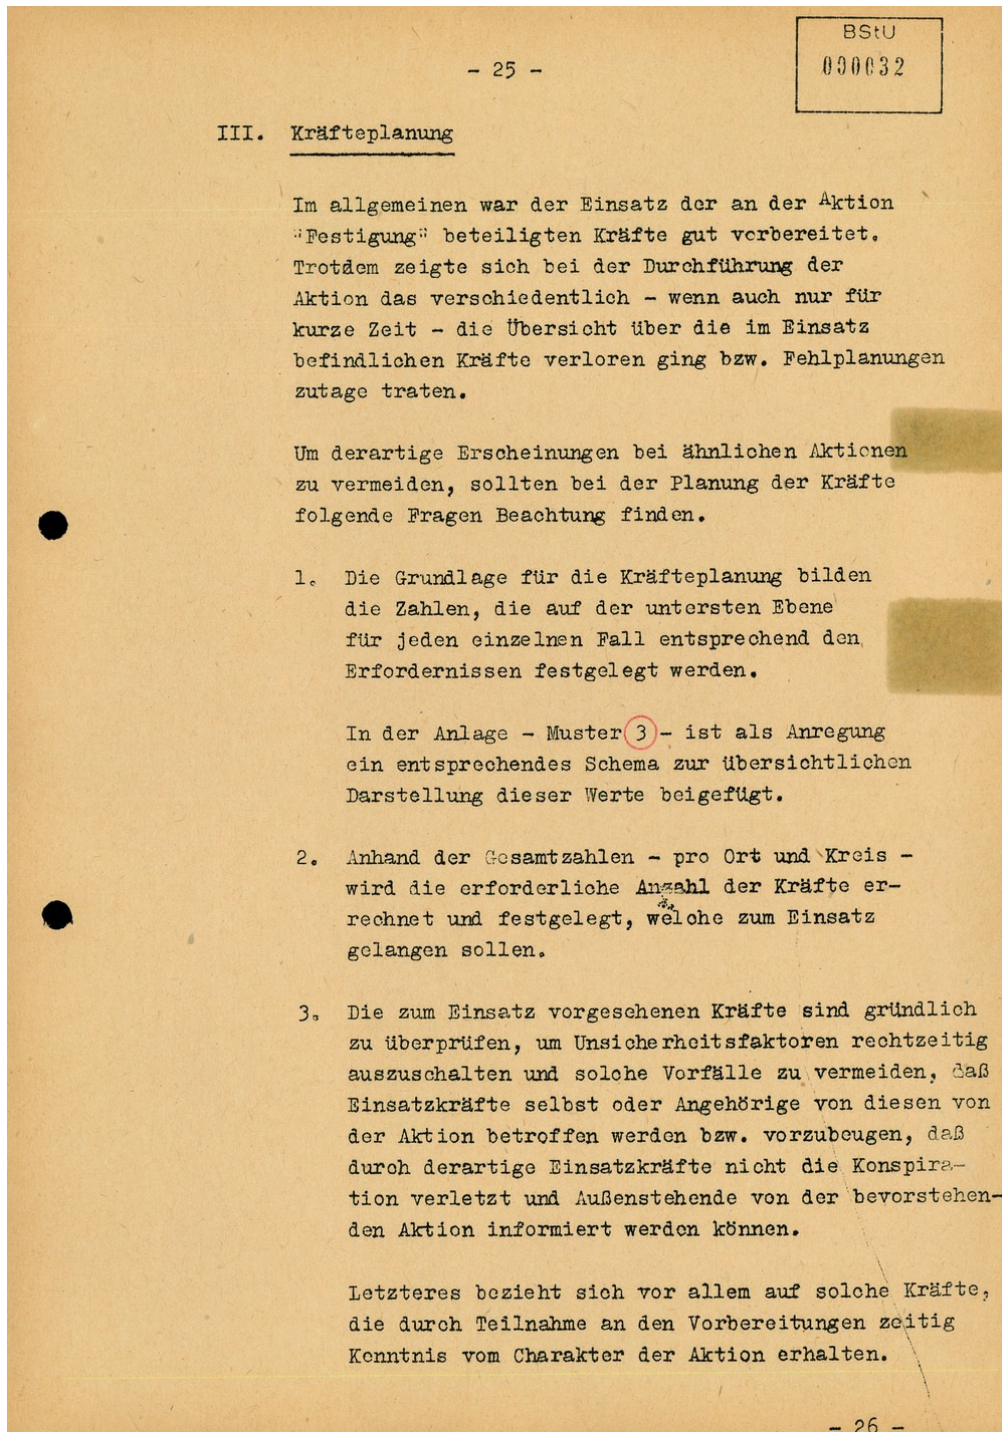 BStU
000032
- 25 -
III. Kräfteplanung
Im allgemeinen war der Einsatz der an der Aktion
"Festigung" beteiligten Kräfte gut vorbereitet.
Trotdem zeigte sich bei der Durchführung der
Aktion das verschiedentlich - wenn auch nur für
kurze Zeit - die Übersicht über die im Einsatz
befindlichen Kräfte verloren ging bzw. Fehlplanungen
zutage traten.
Um derartige Erscheinungen bei ähnlichen Aktionen
zu vermeiden, sollten bei der Planung der Kräfte
folgende Fragen Beachtung finden.
1. Die Grundlage für die Kräfteplanung bilden
die Zahlen, die auf der untersten Ebene
für jeden einzelnen Fall entsprechend den
Erfordernissen festgelegt werden.
In der Anlage - Muster 3 - ist als Anregung
ein entsprechendes Schema zur übersichtlichen
Darstellung dieser Werte beigefügt.
2. Anhand der Gesamtzahlen - pro Ort und Kreis -
wird die erforderliche Anzahl der Kräfte er-
rechnet und festgelegt, welche zum Einsatz
gelangen sollen.
3. Die zum Einsatz vorgesehenen Kräfte sind gründlich
zu überprüfen, um Unsicherheitsfaktoren rechtzeitig
auszuschalten und solche Vorfälle zu vermeiden, daß
Einsatzkräfte selbst oder Angehörige von diesen von
der Aktion betroffen werden bzw. vorzubeugen, daß
durch derartige Einsatzkräfte nicht die Konspira-
tion verletzt und Außenstehende von der bevorstehen-
den Aktion informiert werden können.
Letzteres bezieht sich vor allem auf solche Kräfte,
die durch Teilnahme an den Vorbereitungen zeitig
Kenntnis vom Charakter der Aktion erhalten.
- 26 -